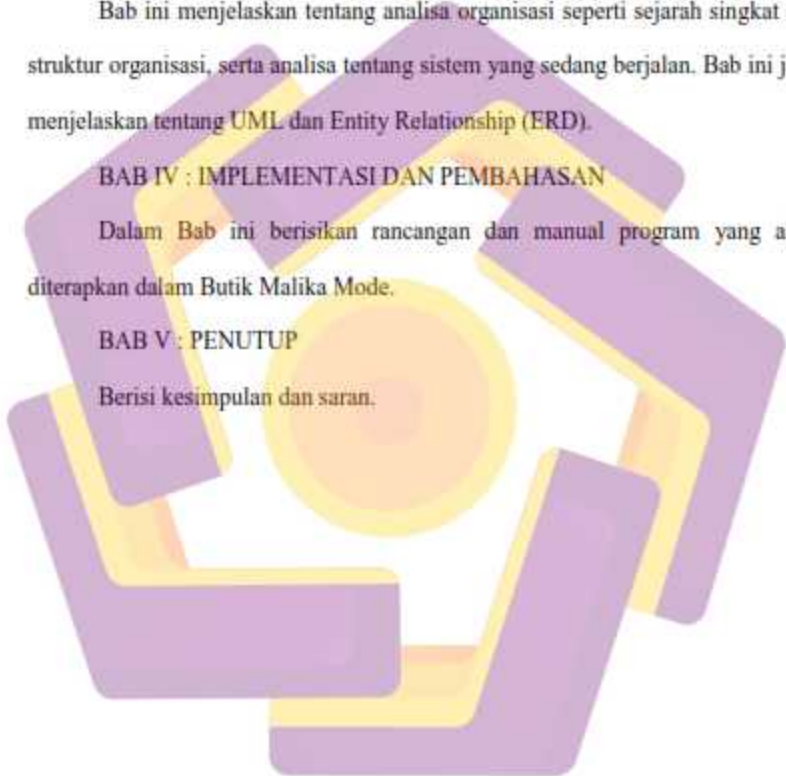 Bab ini menjelaskan tentang analisa organisasi seperti sejarah singkat
struktur organisasi, serta analisa tentang sistem yang sedang berjalan. Bab ini j
menjelaskan tentang UML dan Entity Relationship (ERD).
BAB IV : IMPLEMENTASI DAN PEMBAHASAN
Dalam Bab ini berisikan rancangan dan manual program yang a
diterapkan dalam Butik Malika Mode.
BAB V : PENUTUP
Berisi kesimpulan dan saran.